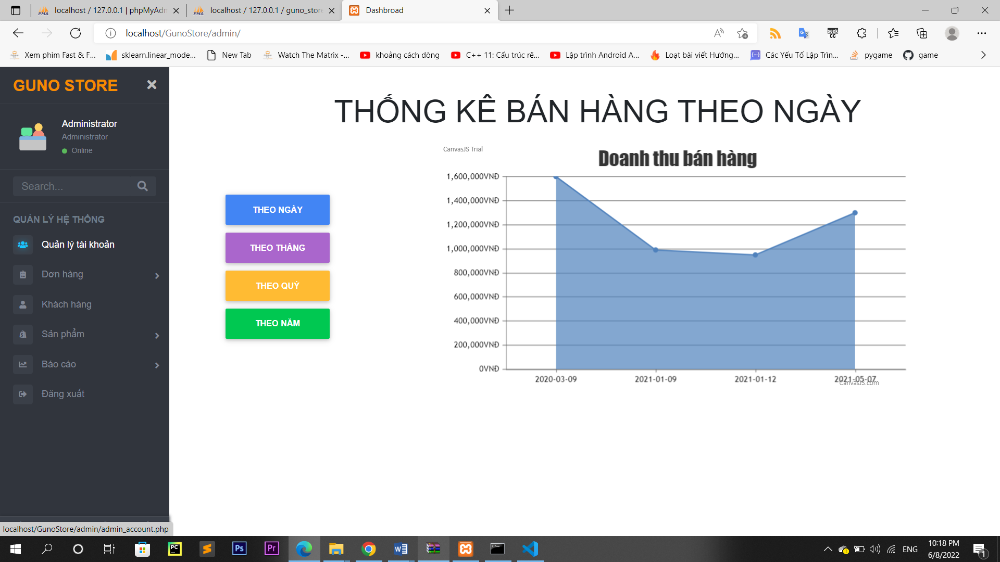 localhost / 127.0.0.1 | phpMyAdm
localhost / 127.0.0.1 / guno_store
Dashbroad
localhost/GunoStore/admin/
Xem phim Fast & F...
sklearn.linear_mode...
New Tab
Watch The Matrix -...
khoảng cách dòng
C++ 11: Cấu trúc rẽ...
Lập trình Android A...
Loạt bài viết Hướng...
Các Yếu Tố Lập Trìn...
pygame
game
GUNO STORE
Administrator
Administrator
Online
Search...
QUẢN LÝ HỆ THỐNG
Quản lý tài khoản
Đơn hàng
Khách hàng
Sản phẩm
Báo cáo
Đăng xuất
THỐNG KÊ BÁN HÀNG THEO NGÀY
THEO NGÀY
THEO THÁNG
THEO QUÝ
THEO NĂM
CanvasJS Trial
Doanh thu bán hàng
1,600,000VNĐ
1,400,000VNĐ
1,200,000VNĐ
1,000,000VNĐ
800,000VNĐ
600,000VNĐ
400,000VNĐ
200,000VNĐ
0VNĐ
2020-03-09
2021-01-09
2021-01-12
2021-05-07
CanvasJS.com
localhost/GunoStore/admin/admin_account.php
ENG
10:18 PM
6/8/2022
1